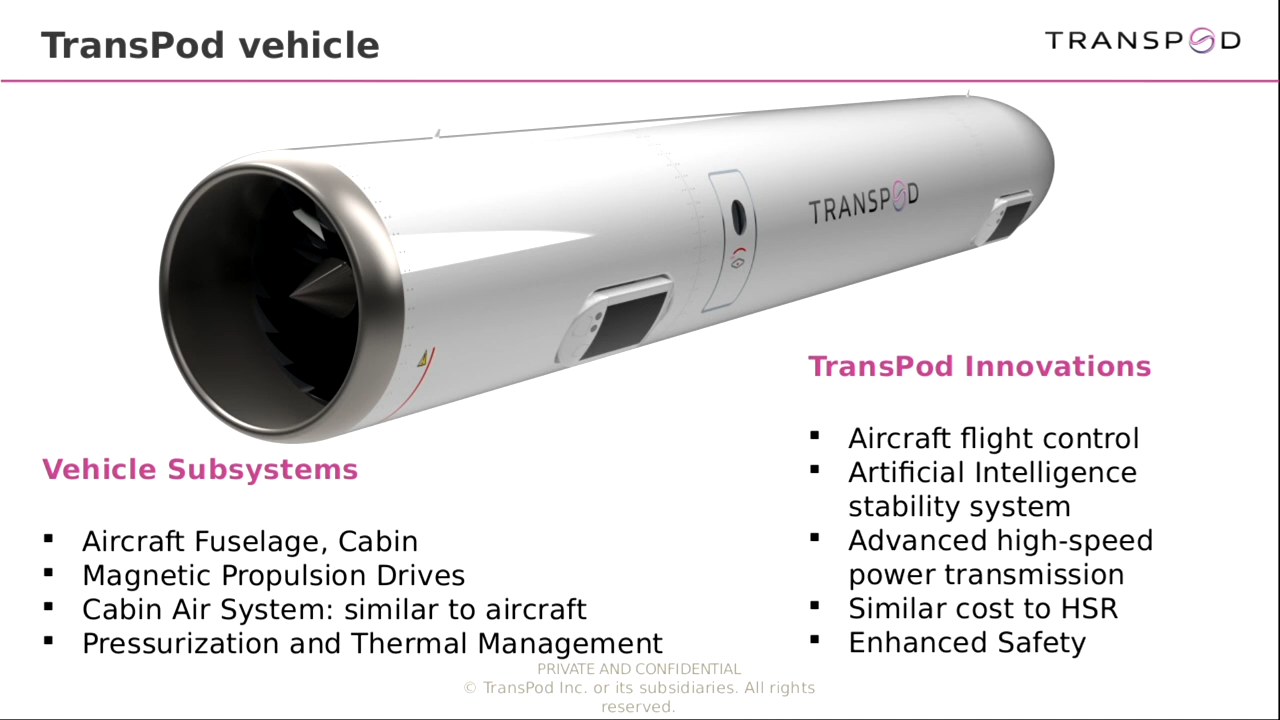 TransPod vehicle
TRANSPOD
TRANSPOD
TransPod Innovations
▪ Aircraft flight control
▪ Artificial Intelligence
stability system
▪ Advanced high-speed
power transmission
▪ Similar cost to HSR
▪ Enhanced Safety
Vehicle Subsystems
▪ Aircraft Fuselage, Cabin
▪ Magnetic Propulsion Drives
▪ Cabin Air System: similar to aircraft
▪ Pressurization and Thermal Management
PRIVATE AND CONFIDENTIAL
© TransPod Inc. or its subsidiaries. All rights
reserved.